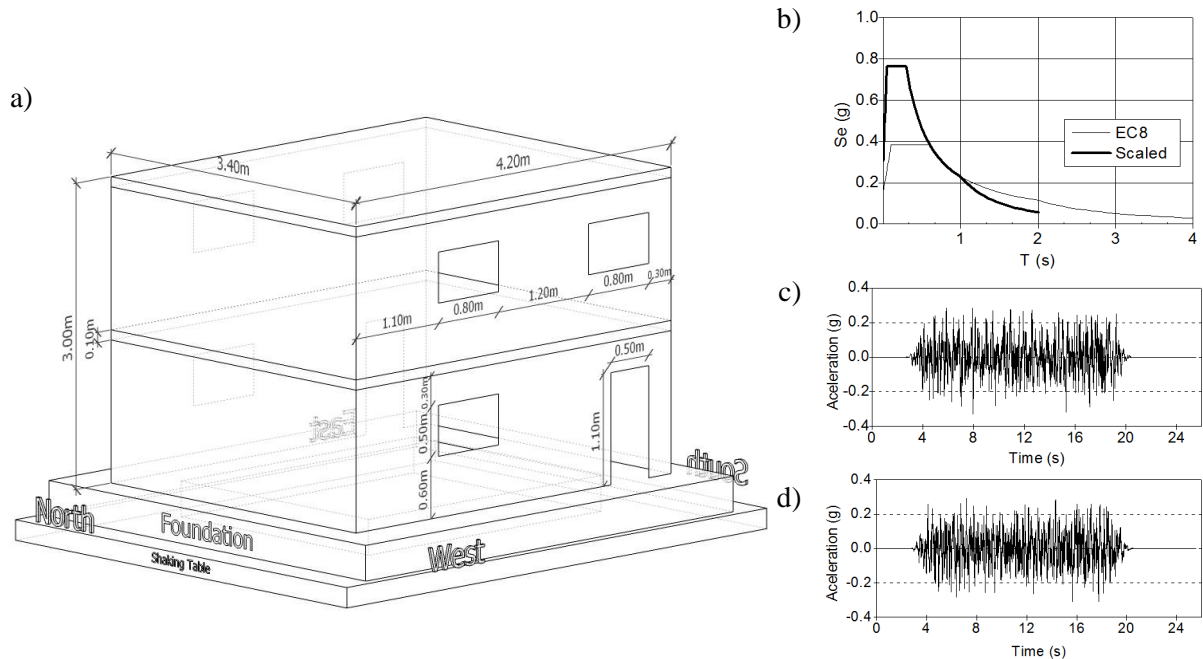 a)
3.40m
4.20m
3.00m
0.10m
1.10m
0.80m
1.20m
0.80m
0.30m
0.50m
0.30m
0.50m
0.60m
1.10m
East
South
North
Foundation
West
Shaking Table
b)
1.0
0.8
0.6
0.4
0.2
0.0
Se (g)
EC8
Scaled
1 2 3 4
T (s)
c)
0.4
0.2
0.0
-0.2
-0.4
Aceleration (g)
0 4 8 12 16 20 24
Time (s)
d)
0.4
0.2
0.0
-0.2
-0.4
Aceleration (g)
0 4 8 12 16 20 24
Time (s)